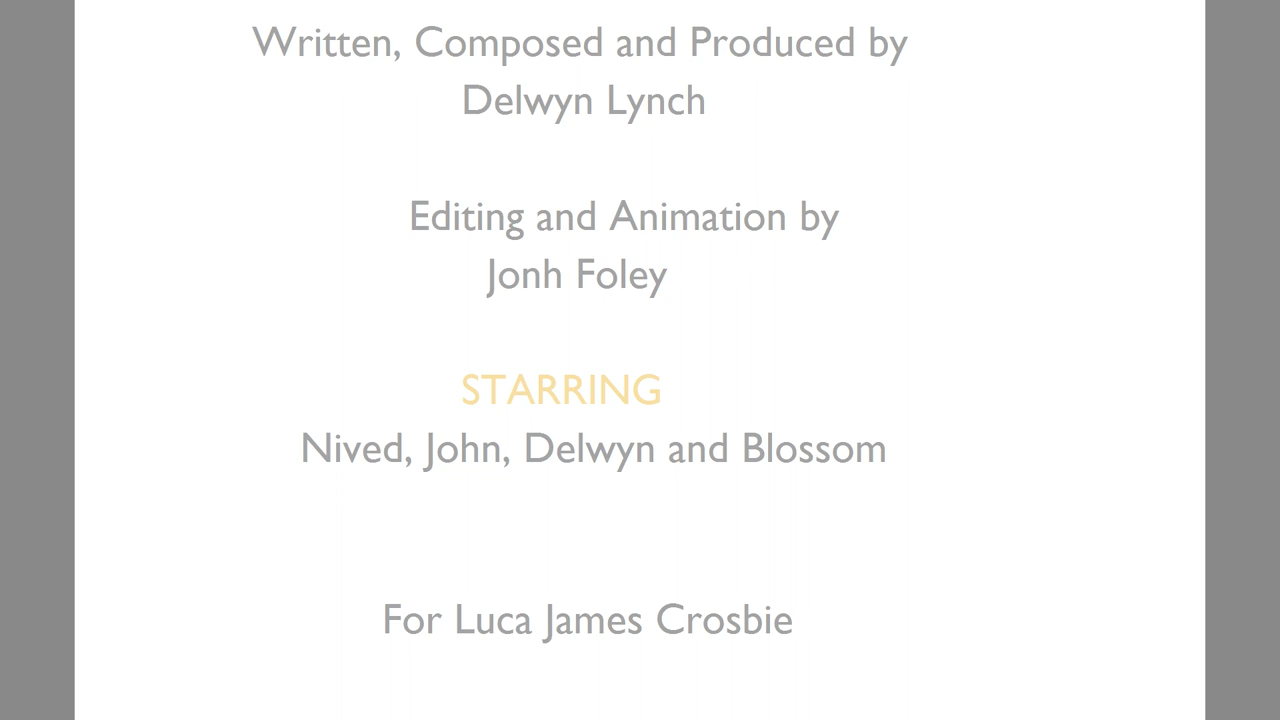 Written, Composed and Produced by
Delwyn Lynch
Editing and Animation by
Jonh Foley
STARRING
Nived, John, Delwyn and Blossom
For Luca James Crosbie